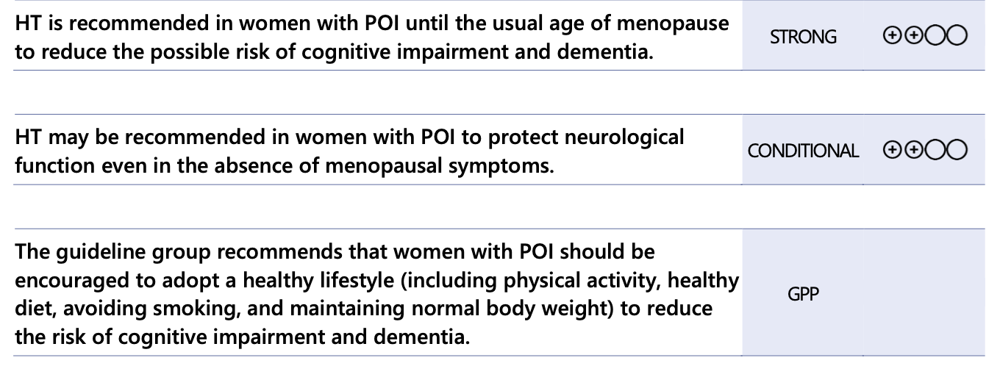 HT is recommended in women with POI until the usual age of menopause
to reduce the possible risk of cognitive impairment and dementia.
STRONG ⊕⊕◯◯
HT may be recommended in women with POI to protect neurological
function even in the absence of menopausal symptoms.
CONDITIONAL ⊕⊕◯◯
The guideline group recommends that women with POI should be
encouraged to adopt a healthy lifestyle (including physical activity, healthy
diet, avoiding smoking, and maintaining normal body weight) to reduce
the risk of cognitive impairment and dementia.
GPP